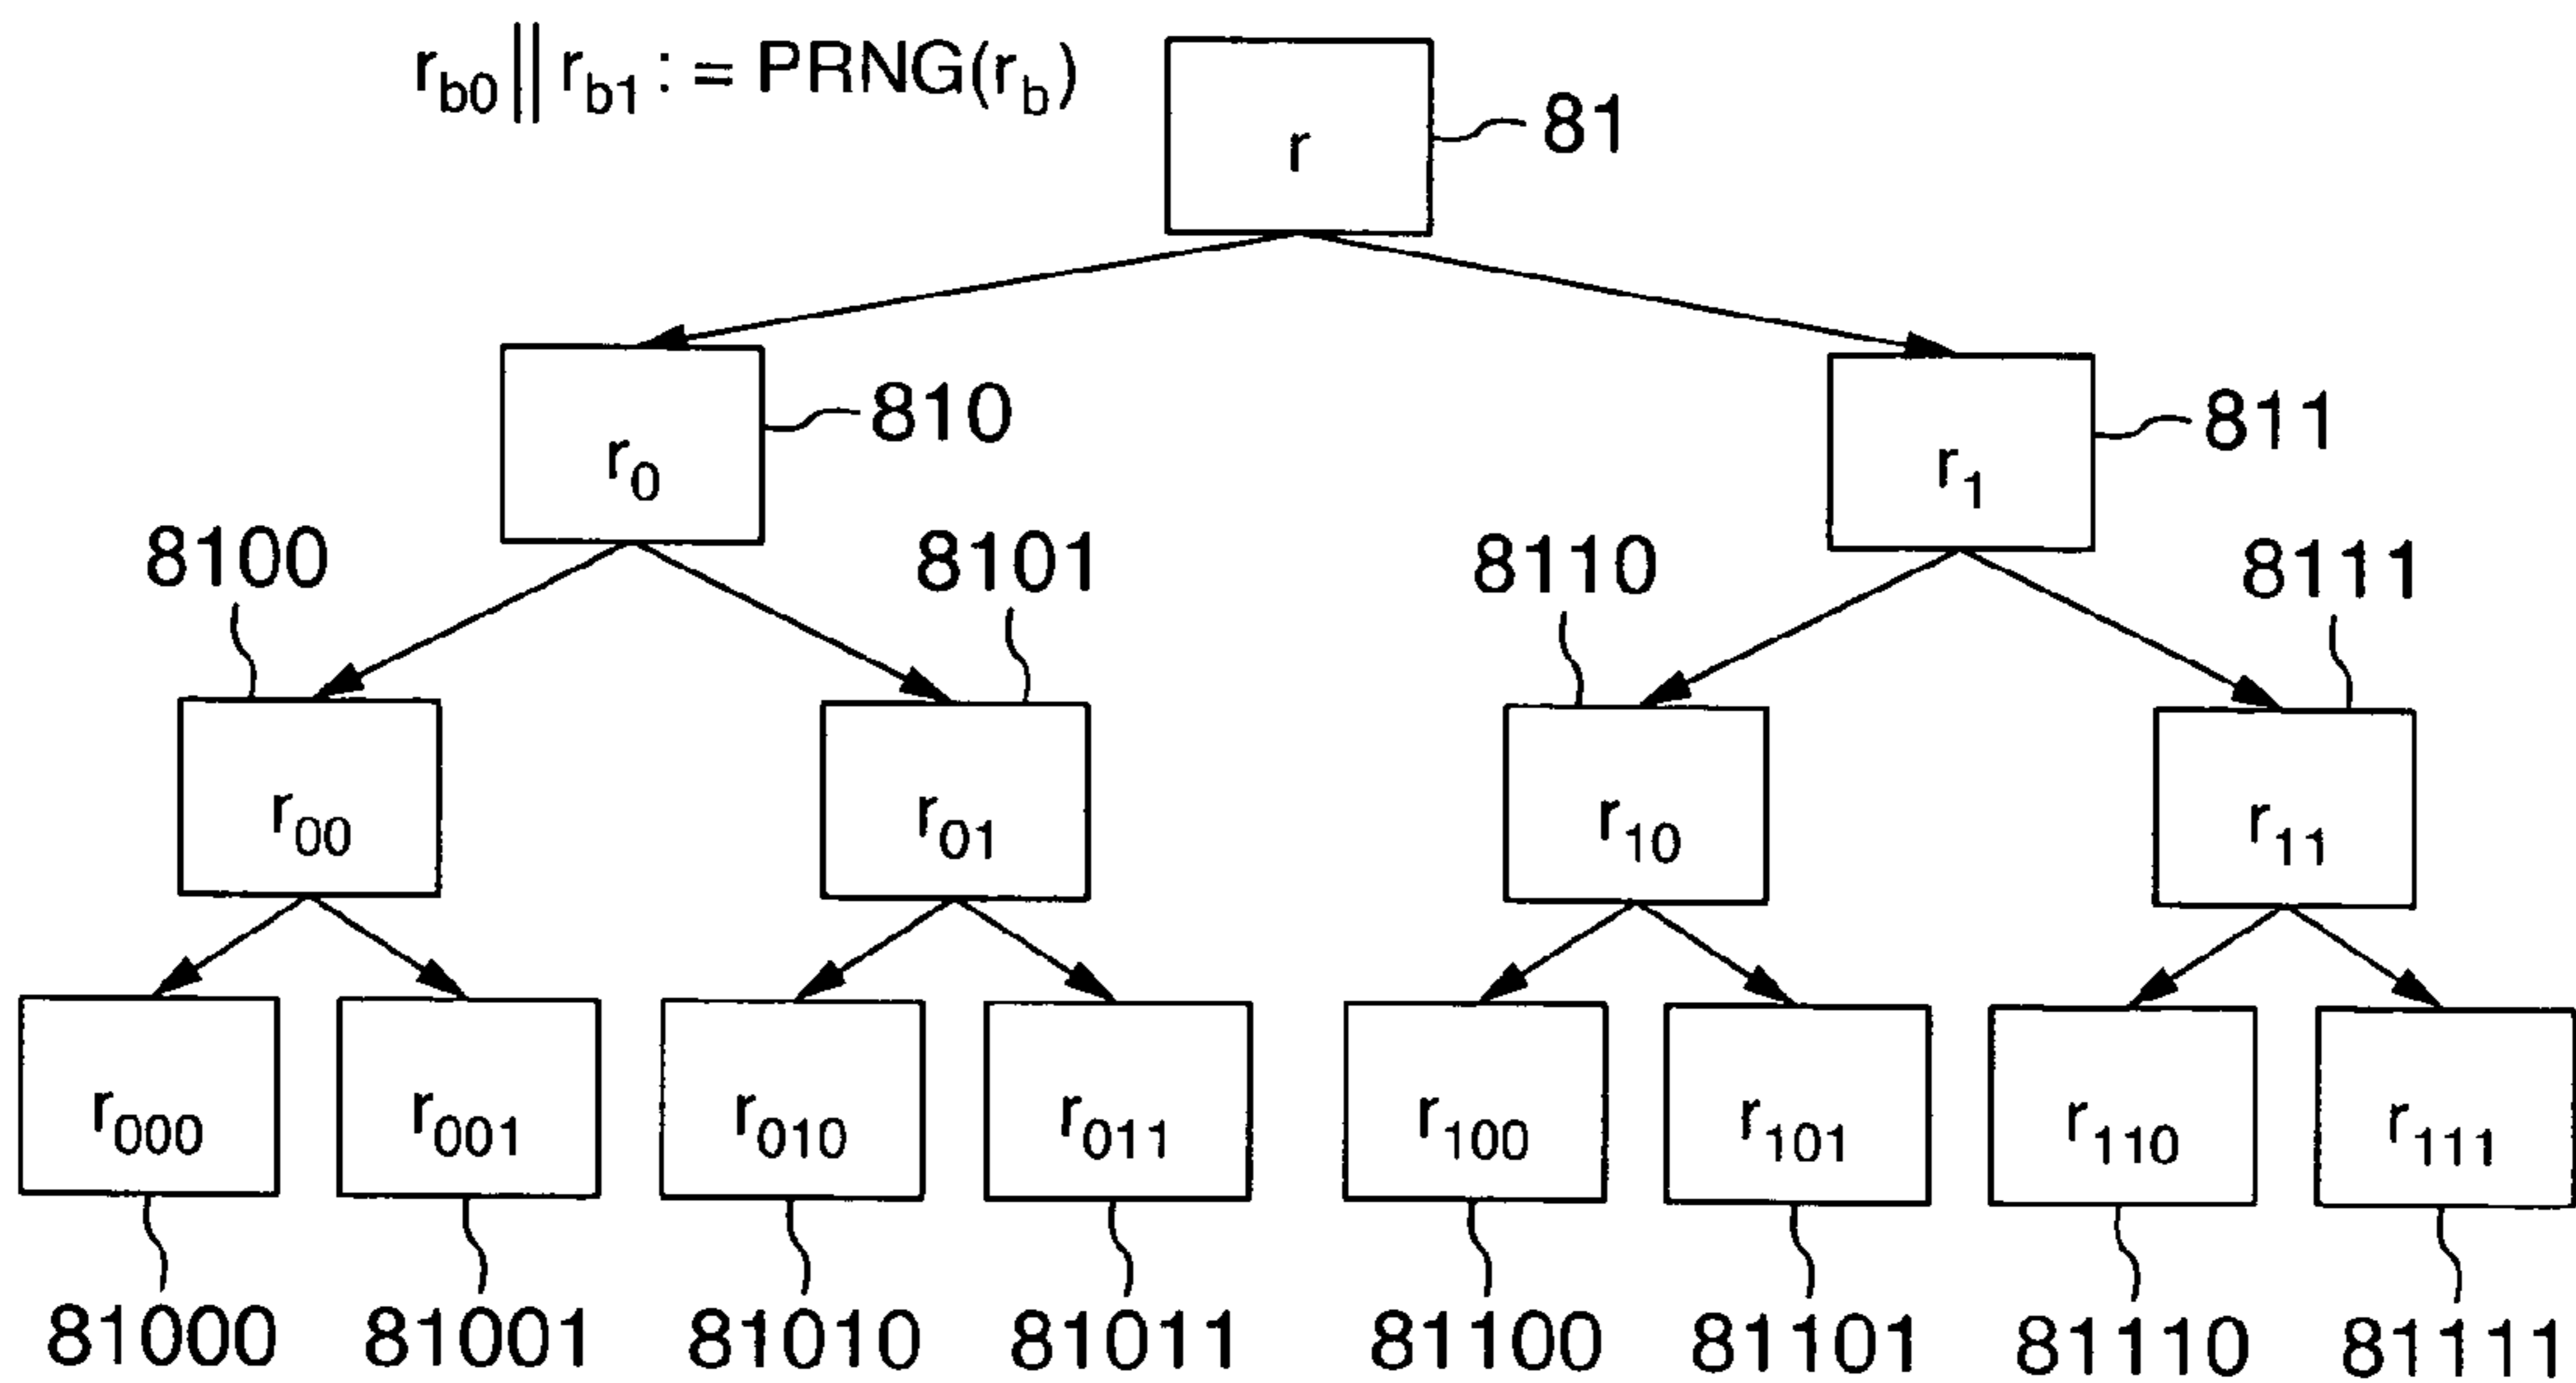 r_b0 || r_b1 : = PRNG(r_b)
r
81
r_0
810
r_1
811
8100
8101
8110
8111
r_00
r_01
r_10
r_11
r_000
r_001
r_010
r_011
r_100
r_101
r_110
r_111
81000
81001
81010
81011
81100
81101
81110
81111